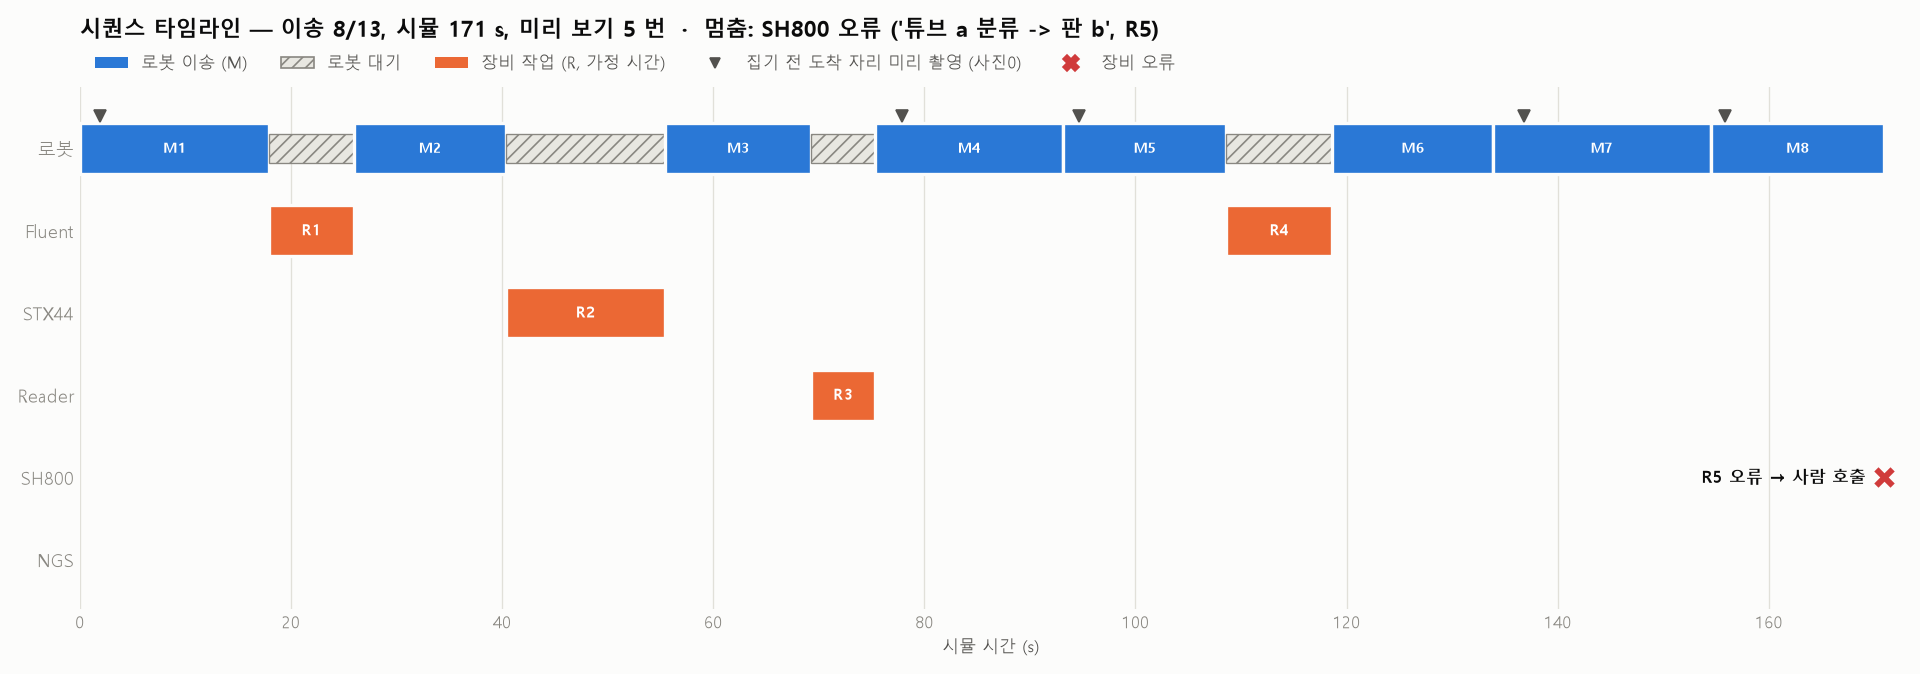 시퀀스 타임라인 — 이송 8/13, 시뮬 171 s, 미리 보기 5 번 · 멈춤: SH800 오류 ('튜브 a 분류 -> 판 b', R5)
로봇 이송 (M) 로봇 대기 장비 작업 (R, 가정 시간) 집기 전 도착 자리 미리 촬영 (사진0) 장비 오류
로봇 M1 M2 M3 M4 M5 M6 M7 M8
Fluent R1 R4
STX44 R2
Reader R3
SH800 R5 오류 → 사람 호출
NGS
0 20 40 60 80 100 120 140 160
시뮬 시간 (s)